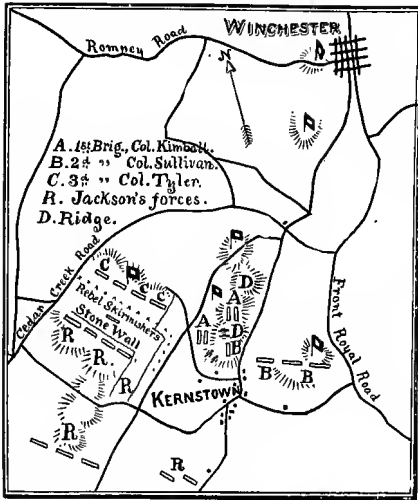 WINCHESTER
Romney Road
N
A. 1st Brig., Col. Kimball.
B. 2d " Col. Sullivan.
C. 3d " Col. Tyler.
R. Jackson's forces.
D. Ridge.
Cedar Creek Road
C
C
C
Rebel Skirmishers
Stone Wall
R
R
R
R
A
D
A
D
B
B
B
Front Royal Road
KERNSTOWN
R